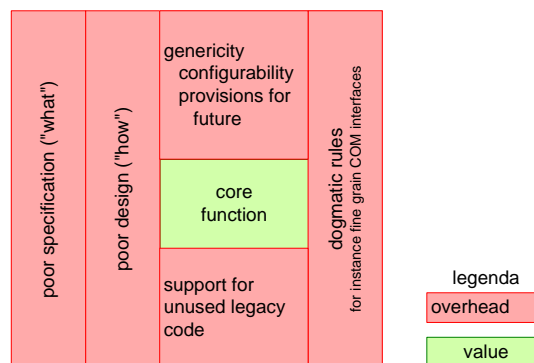 poor specification ("what")
poor design ("how")
genericity
configurability
provisions for
future
core
function
support for
unused legacy
code
dogmatic rules
for instance fine grain COM interfaces
legenda
overhead
value